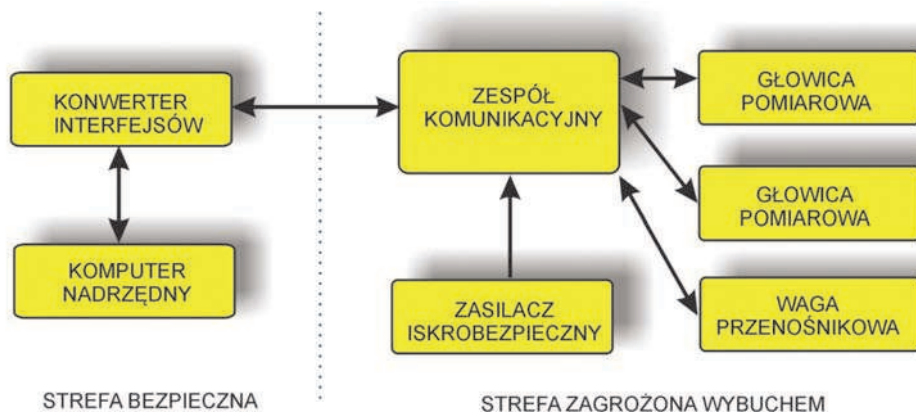 KONWERTER
INTERFEJSÓW
KOMPUTER
NADRZĘDNY
ZESPÓŁ
KOMUNIKACYJNY
GŁOWICA
POMIAROWA
GŁOWICA
POMIAROWA
ZASILACZ
ISKROBEZPIECZNY
WAGA
PRZENOŚNIKOWA
STREFA BEZPIECZNA
STREFA ZAGROŻONA WYBUCHEM